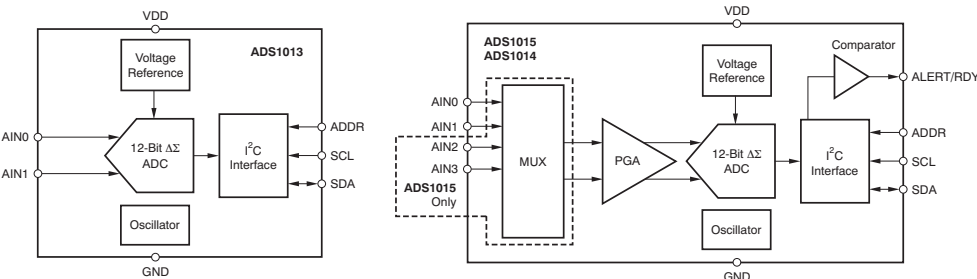 VDD
ADS1013
Voltage
Reference
AIN0
AIN1
12-Bit ΔΣ
ADC
I²C
Interface
ADDR
SCL
SDA
Oscillator
GND
VDD
ADS1015
ADS1014
Comparator
Voltage
Reference
ALERT/RDY
AIN0
AIN1
AIN2
AIN3
MUX
PGA
12-Bit ΔΣ
ADC
I²C
Interface
ADDR
SCL
SDA
ADS1015
Only
Oscillator
GND